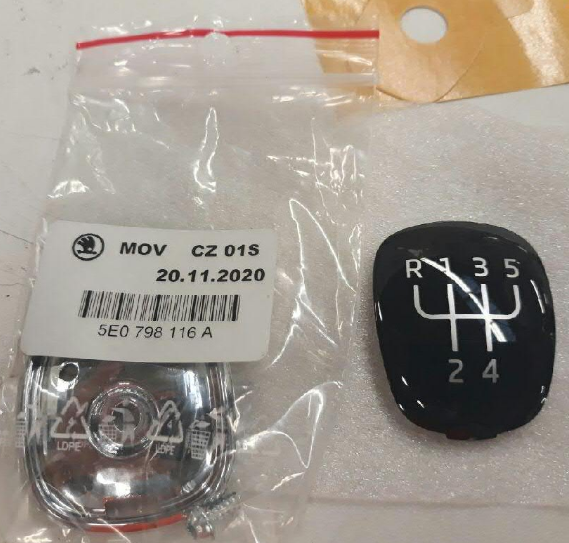 MOV CZ 01S
20.11.2020
5E0 798 116 A
LDPE LDPE
R 1 3 5
2 4